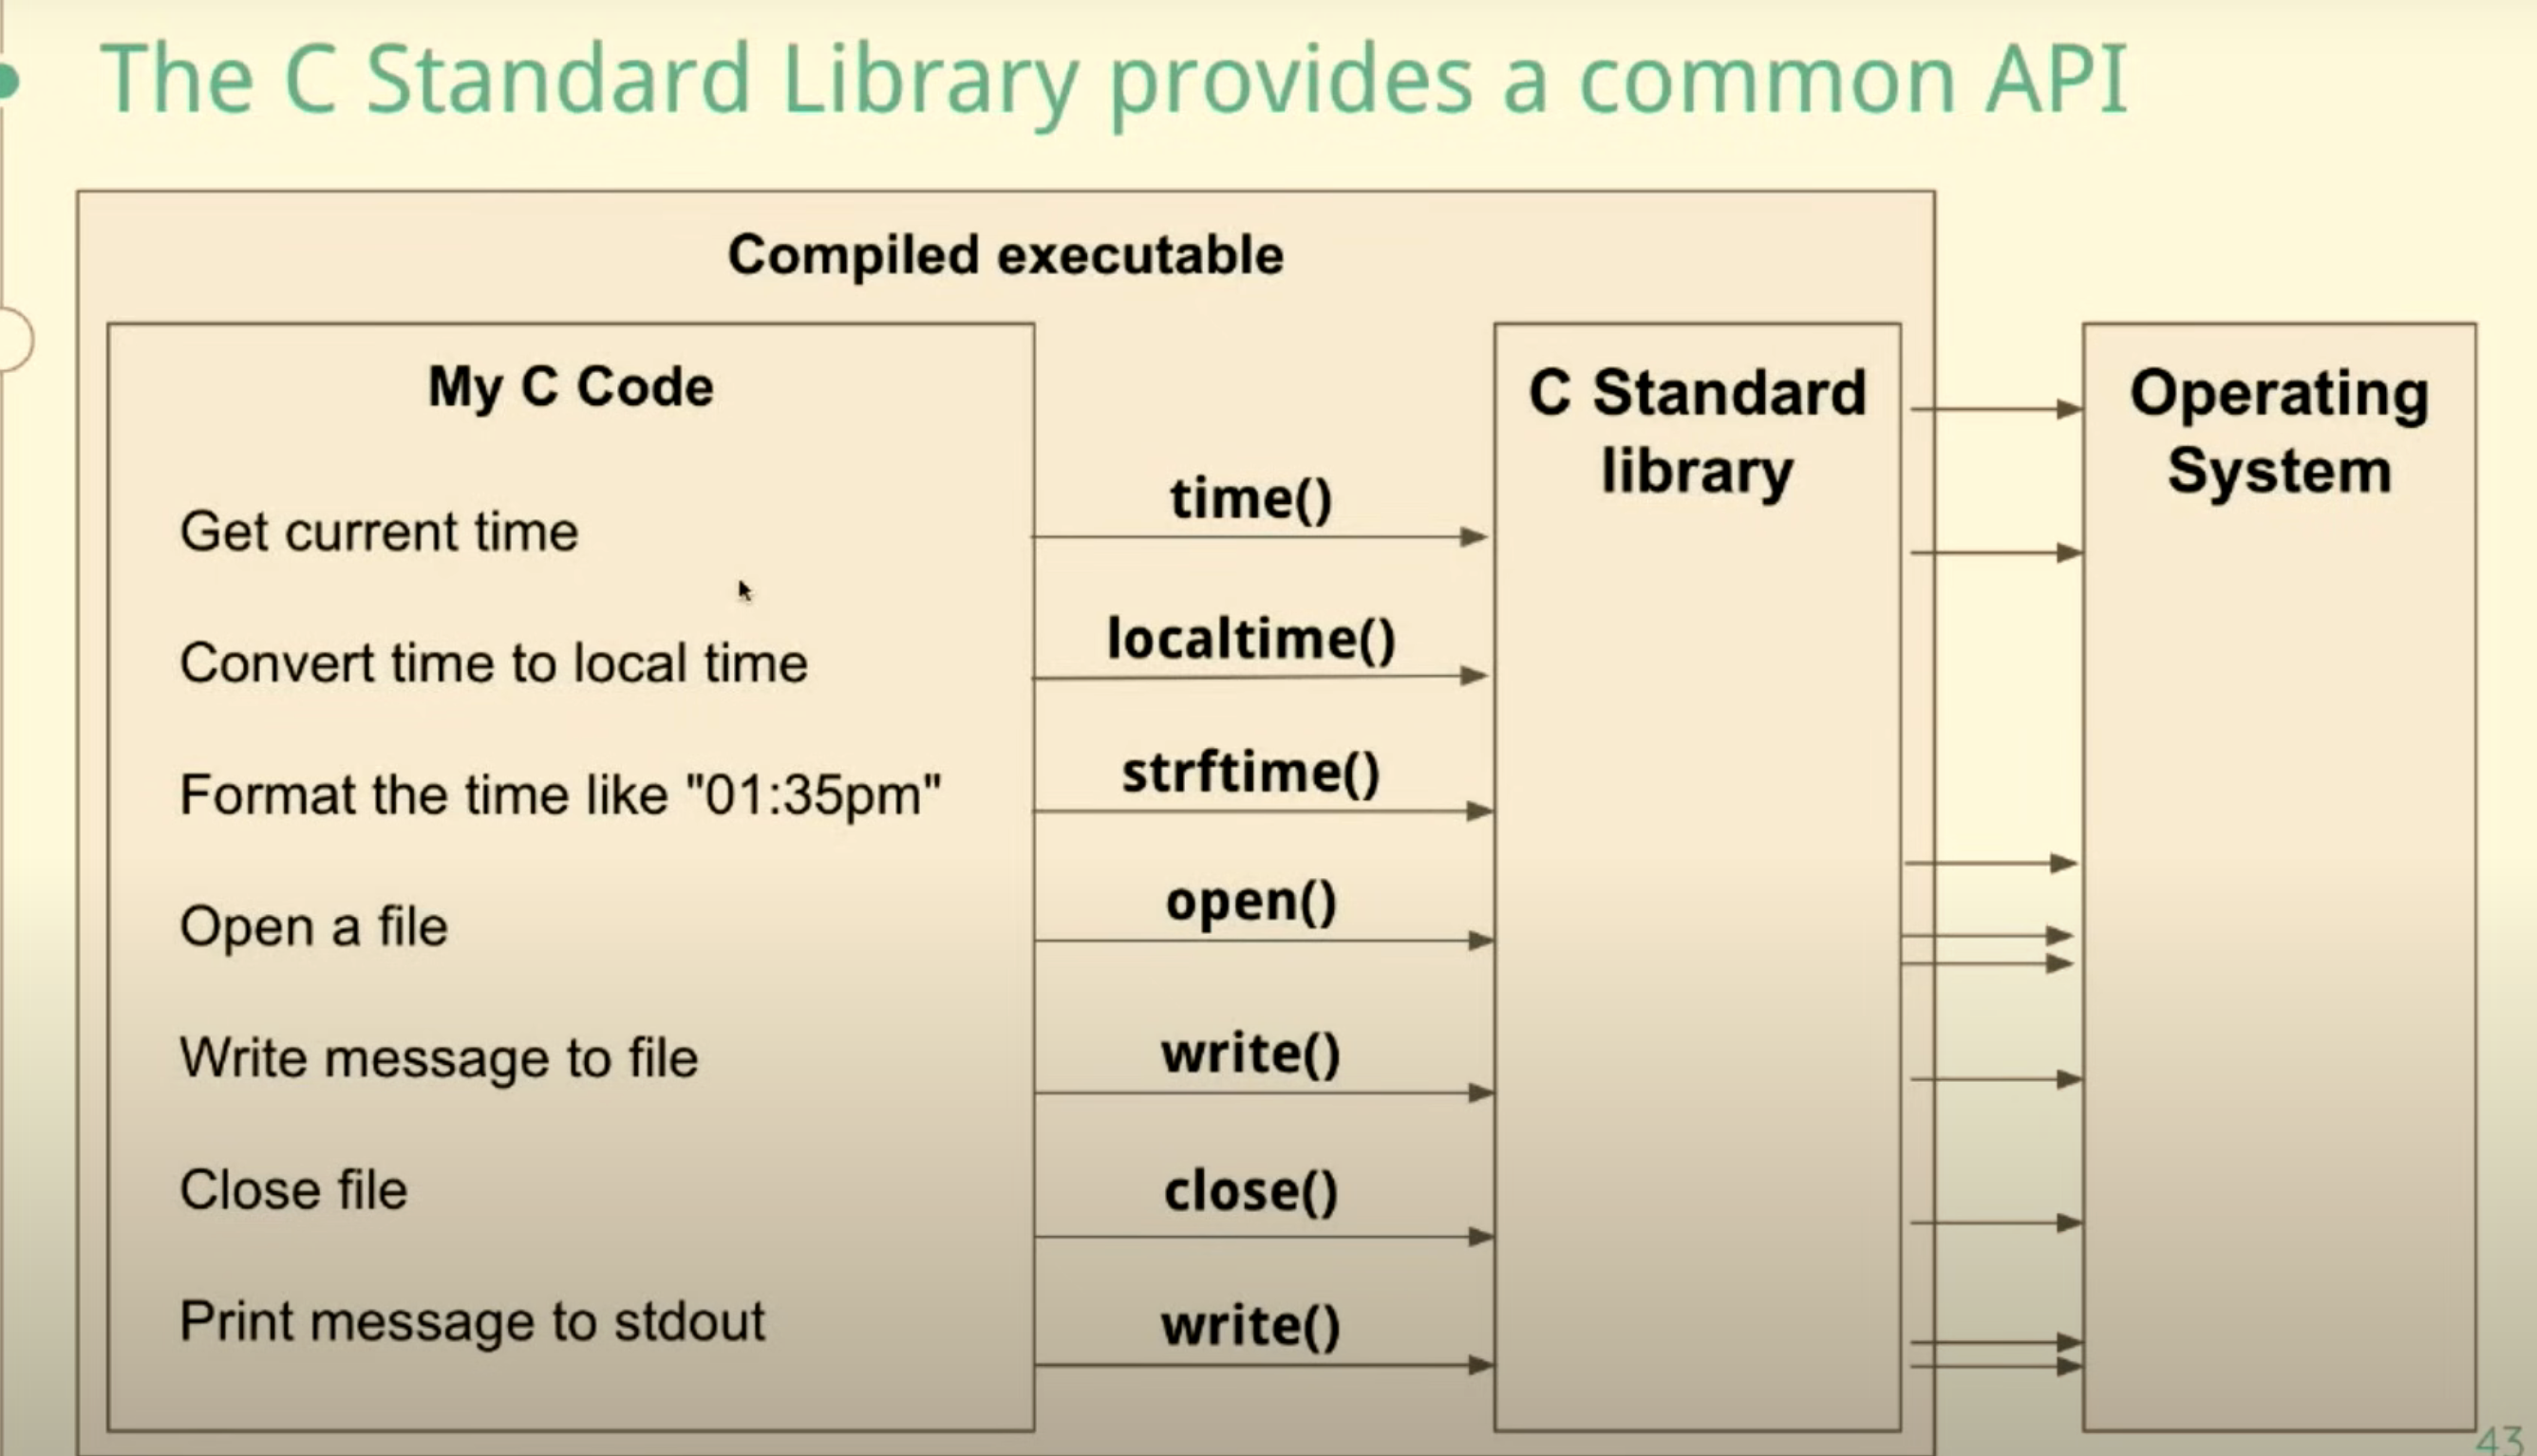 The C Standard Library provides a common API
Compiled executable
My C Code
C Standard
library
Operating
System
Get current time
time()
Convert time to local time
localtime()
Format the time like "01:35pm"
strftime()
Open a file
open()
Write message to file
write()
Close file
close()
Print message to stdout
write()
43